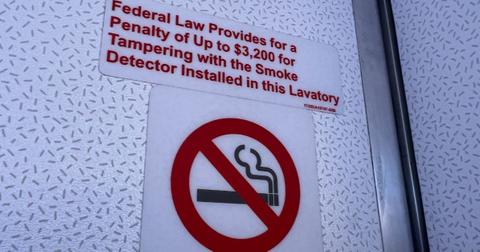 Federal Law Provides for a
Penalty of Up to $3,200 for
Tampering with the Smoke
Detector Installed in this Lavatory